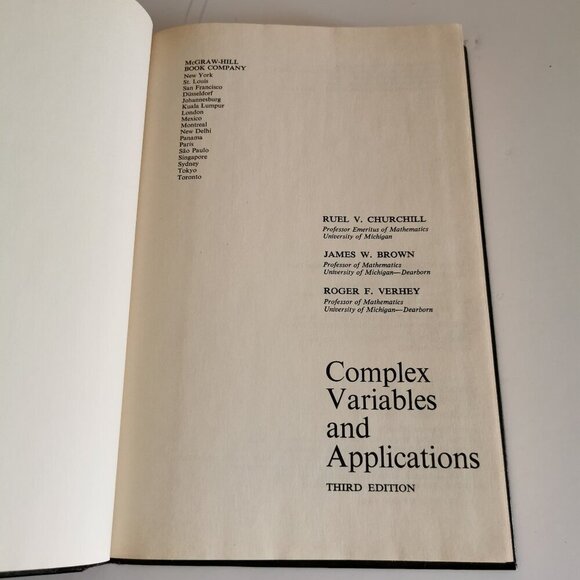 McGRAW-HILL
BOOK COMPANY
New York
St. Louis
San Francisco
Düsseldorf
Johannesburg
Kuala Lumpur
London
Mexico
Montreal
New Delhi
Panama
Paris
São Paulo
Singapore
Sydney
Tokyo
Toronto
RUEL V. CHURCHILL
Professor Emeritus of Mathematics
University of Michigan
JAMES W. BROWN
Professor of Mathematics
University of Michigan—Dearborn
ROGER F. VERHEY
Professor of Mathematics
University of Michigan—Dearborn
Complex
Variables
and
Applications
THIRD EDITION